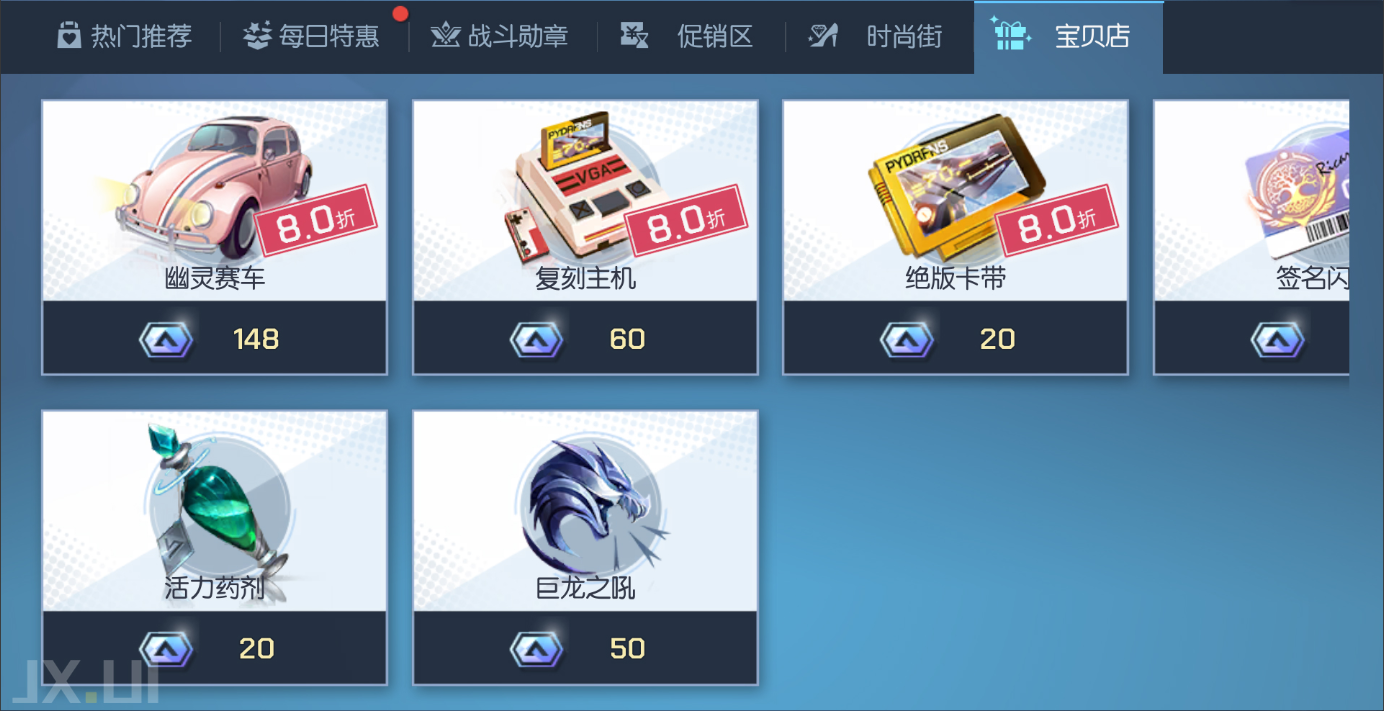 热门推荐
每日特惠
战斗勋章
促销区
时尚街
宝贝店
PYDRFNS
VGA
8.0折
幽灵赛车
8.0折
复刻主机
PYDRFNS
8.0折
绝版卡带
签名闪
148
60
20
活力药剂
巨龙之吼
20
50
JX.UI